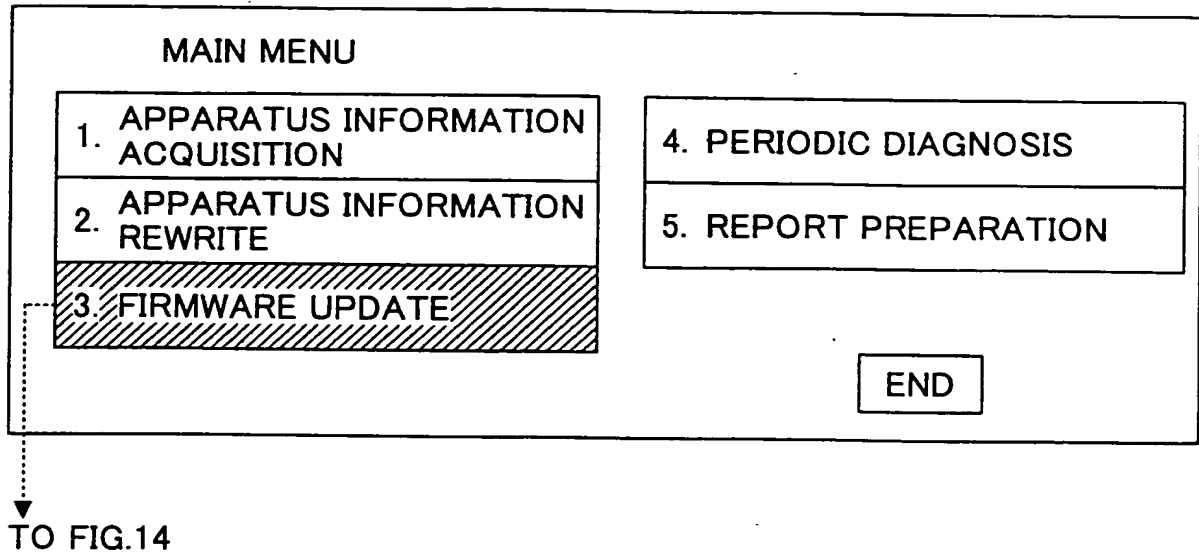 MAIN MENU
1. APPARATUS INFORMATION
ACQUISITION
2. APPARATUS INFORMATION
REWRITE
3. FIRMWARE UPDATE
4. PERIODIC DIAGNOSIS
5. REPORT PREPARATION
END
TO FIG.14